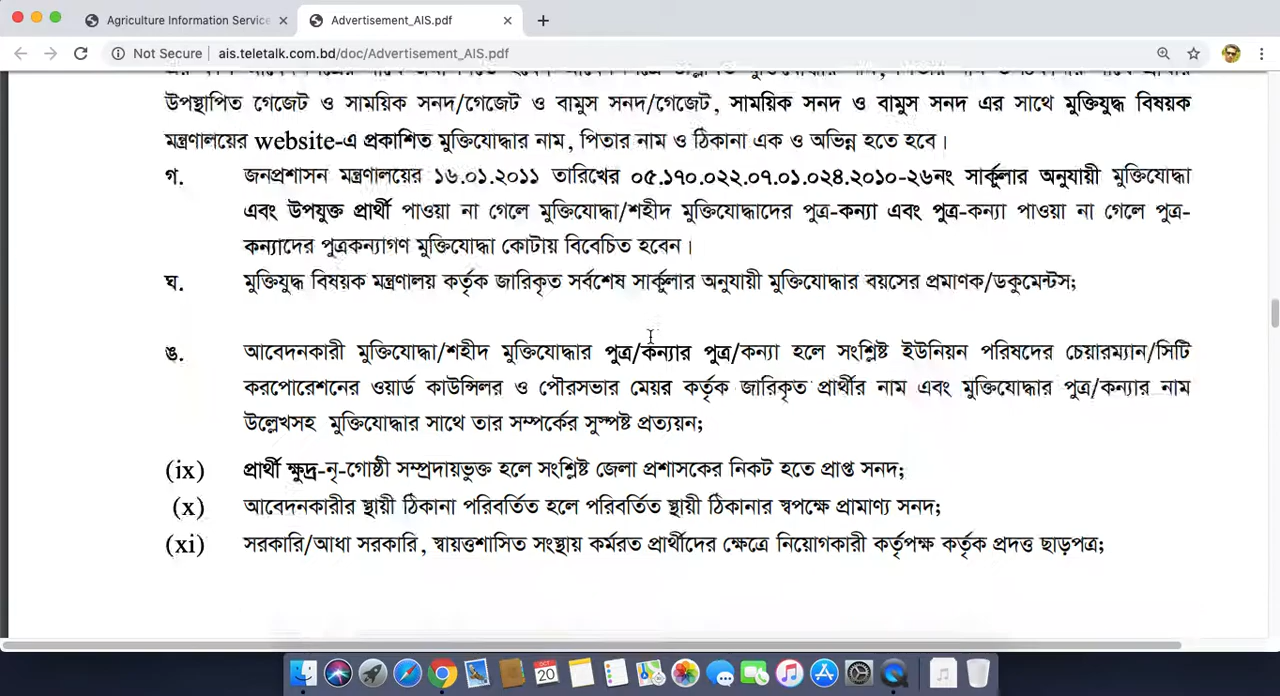 Agriculture Information Service
Advertisement_AIS.pdf
Not Secure
ais.teletalk.com.bd/doc/Advertisement_AIS.pdf
উপস্থাপিত গেজেট ও সাময়িক সনদ/গেজেট ও বামুস সনদ/গেজেট, সাময়িক সনদ ও বামুস সনদ এর সাথে মুক্তিযুদ্ধ বিষয়ক
মন্ত্রণালয়ের website-এ প্রকাশিত মুক্তিযোদ্ধার নাম, পিতার নাম ও ঠিকানা এক ও অভিন্ন হতে হবে।
গ. জনপ্রশাসন মন্ত্রণালয়ের ১৬.০১.২০১১ তারিখের ০৫.১৭০.০২২.০৭.০১.০২৪.২০১০-২৬নং সার্কুলার অনুযায়ী মুক্তিযোদ্ধা
এবং উপযুক্ত প্রার্থী পাওয়া না গেলে মুক্তিযোদ্ধা/শহীদ মুক্তিযোদ্ধাদের পুত্র-কন্যা এবং পুত্র-কন্যা পাওয়া না গেলে পুত্র-
কন্যাদের পুত্রকন্যাগণ মুক্তিযোদ্ধা কোটায় বিবেচিত হবেন।
ঘ. মুক্তিযুদ্ধ বিষয়ক মন্ত্রণালয় কর্তৃক জারিকৃত সর্বশেষ সার্কুলার অনুযায়ী মুক্তিযোদ্ধার বয়সের প্রমাণক/ডকুমেন্টস;
ঙ. আবেদনকারী মুক্তিযোদ্ধা/শহীদ মুক্তিযোদ্ধার পুত্র/কন্যার পুত্র/কন্যা হলে সংশ্লিষ্ট ইউনিয়ন পরিষদের চেয়ারম্যান/সিটি
করপোরেশনের ওয়ার্ড কাউন্সিলর ও পৌরসভার মেয়র কর্তৃক জারিকৃত প্রার্থীর নাম এবং মুক্তিযোদ্ধার পুত্র/কন্যার নাম
উল্লেখসহ মুক্তিযোদ্ধার সাথে তার সম্পর্কের সুস্পষ্ট প্রত্যয়ন;
(ix) প্রার্থী ক্ষুদ্র-নৃ-গোষ্ঠী সম্প্রদায়ভুক্ত হলে সংশ্লিষ্ট জেলা প্রশাসকের নিকট হতে প্রাপ্ত সনদ;
(x) আবেদনকারীর স্থায়ী ঠিকানা পরিবর্তিত হলে পরিবর্তিত স্থায়ী ঠিকানার স্বপক্ষে প্রামাণ্য সনদ;
(xi) সরকারি/আধা সরকারি, স্বায়ত্তশাসিত সংস্থায় কর্মরত প্রার্থীদের ক্ষেত্রে নিয়োগকারী কর্তৃপক্ষ কর্তৃক প্রদত্ত ছাড়পত্র;
OCT
20